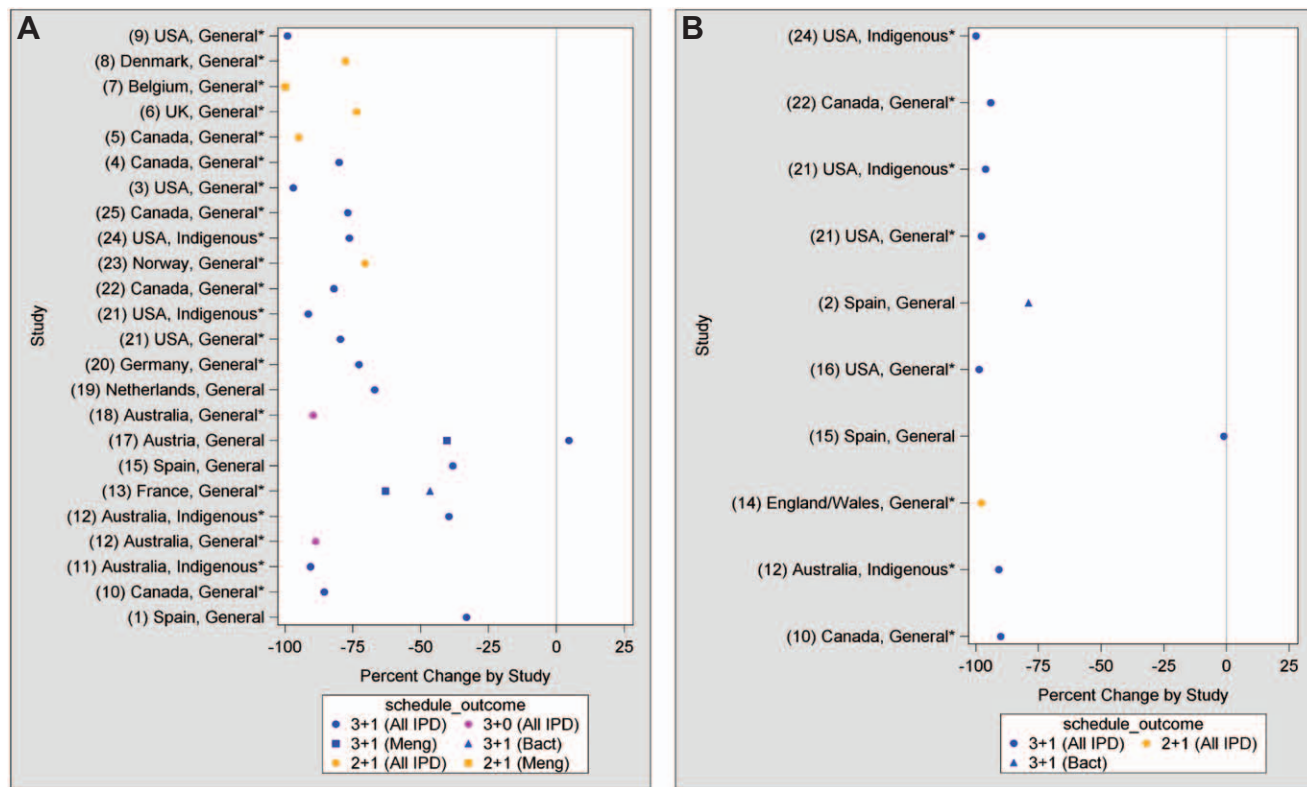 A
(9) USA, General*
(8) Denmark, General*
(7) Belgium, General*
(6) UK, General*
(5) Canada, General*
(4) Canada, General*
(3) USA, General*
(25) Canada, General*
(24) USA, Indigenous*
(23) Norway, General*
(22) Canada, General*
(21) USA, Indigenous*
(21) USA, General*
(20) Germany, General*
(19) Netherlands, General
(18) Australia, General*
(17) Austria, General
(15) Spain, General
(13) France, General*
(12) Australia, Indigenous*
(12) Australia, General*
(11) Australia, Indigenous*
(10) Canada, General*
(1) Spain, General
Study
-100 -75 -50 -25 0 25
Percent Change by Study
schedule_outcome
3+1 (All IPD) 3+0 (All IPD)
3+1 (Meng) 3+1 (Bact)
2+1 (All IPD) 2+1 (Meng)
B
(24) USA, Indigenous*
(22) Canada, General*
(21) USA, Indigenous*
(21) USA, General*
(2) Spain, General
(16) USA, General*
(15) Spain, General
(14) England/Wales, General*
(12) Australia, Indigenous*
(10) Canada, General*
Study
-100 -75 -50 -25 0 25
Percent Change by Study
schedule_outcome
3+1 (All IPD) 2+1 (All IPD)
3+1 (Bact)